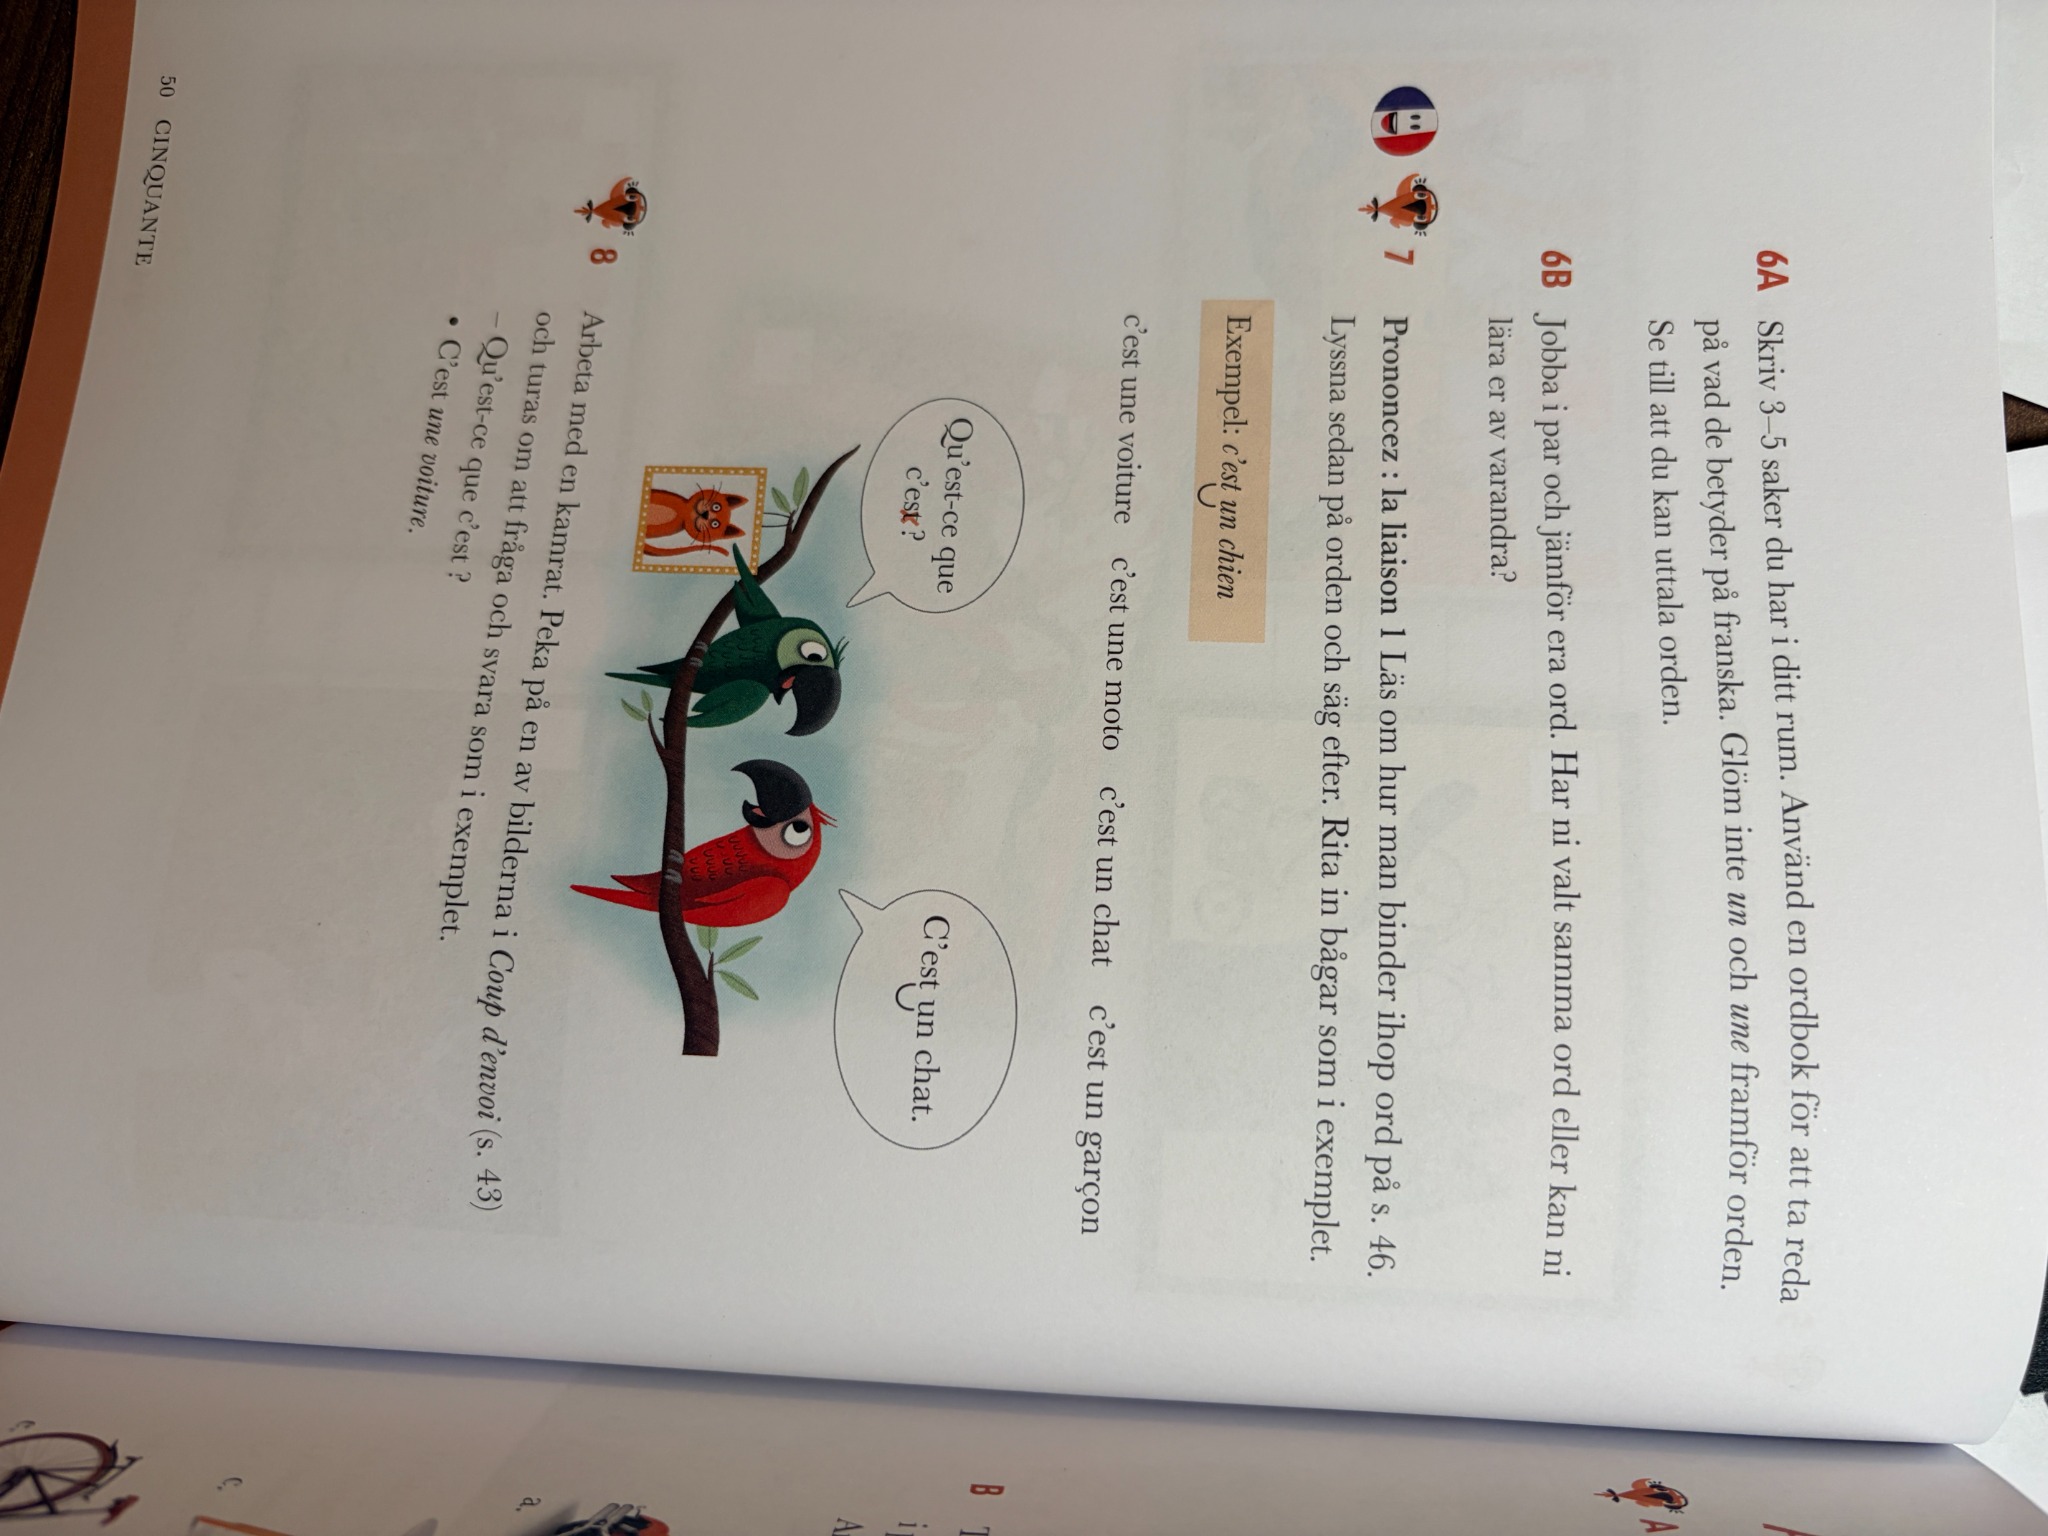 6A Skriv 3–5 saker du har i ditt rum. Använd en ordbok för att ta reda
på vad de betyder på franska. Glöm inte un och une framför orden.
Se till att du kan uttala orden.
6B Jobba i par och jämför era ord. Har ni valt samma ord eller kan ni
lära er av varandra?
7 Prononcez : la liaison 1 Läs om hur man binder ihop ord på s. 46.
Lyssna sedan på orden och säg efter. Rita in bågar som i exemplet.
Exempel: c'est un chien
c'est une voiture c'est une moto c'est un chat c'est un garçon
Qu'est-ce que
c'est ?
C'est un chat.
8 Arbeta med en kamrat. Peka på en av bilderna i Coup d'envoi (s. 43)
och turas om att fråga och svara som i exemplet.
– Qu'est-ce que c'est ?
• C'est une voiture.
50 CINQUANTE
A
B
a.
c.